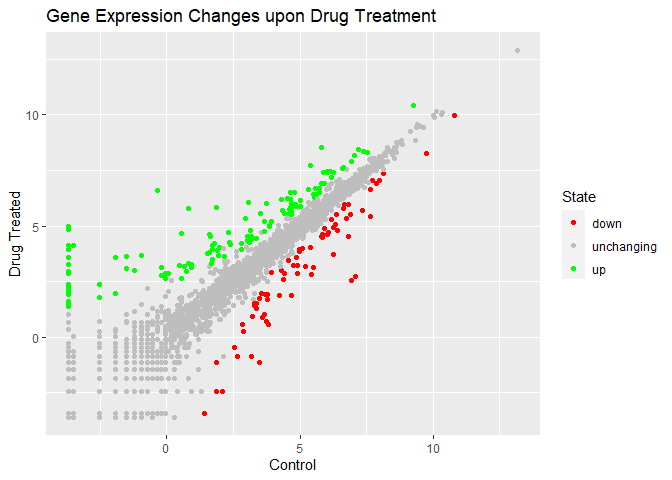 Gene Expression Changes upon Drug Treatment
10
5
0
Drug Treated
0 5 10
Control
State
down
unchanging
up